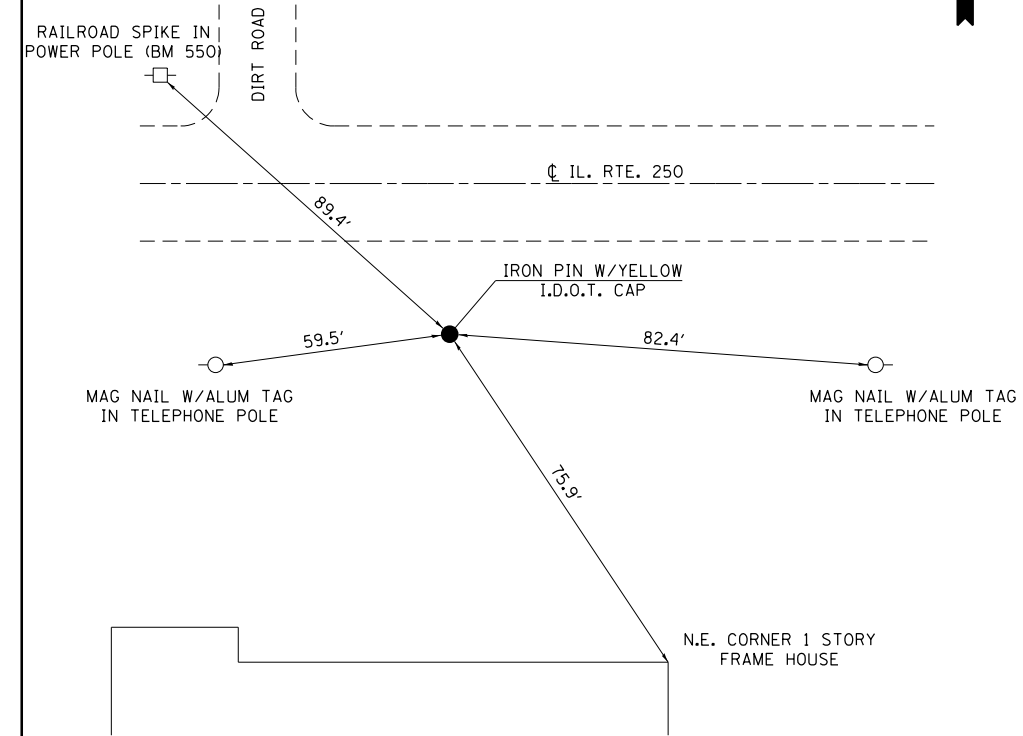 RAILROAD SPIKE IN
POWER POLE (BM 550)
DIRT ROAD
℄ IL. RTE. 250
89.4'
IRON PIN W/YELLOW
I.D.O.T. CAP
59.5'
82.4'
MAG NAIL W/ALUM TAG
IN TELEPHONE POLE
MAG NAIL W/ALUM TAG
IN TELEPHONE POLE
75.9'
N.E. CORNER 1 STORY
FRAME HOUSE